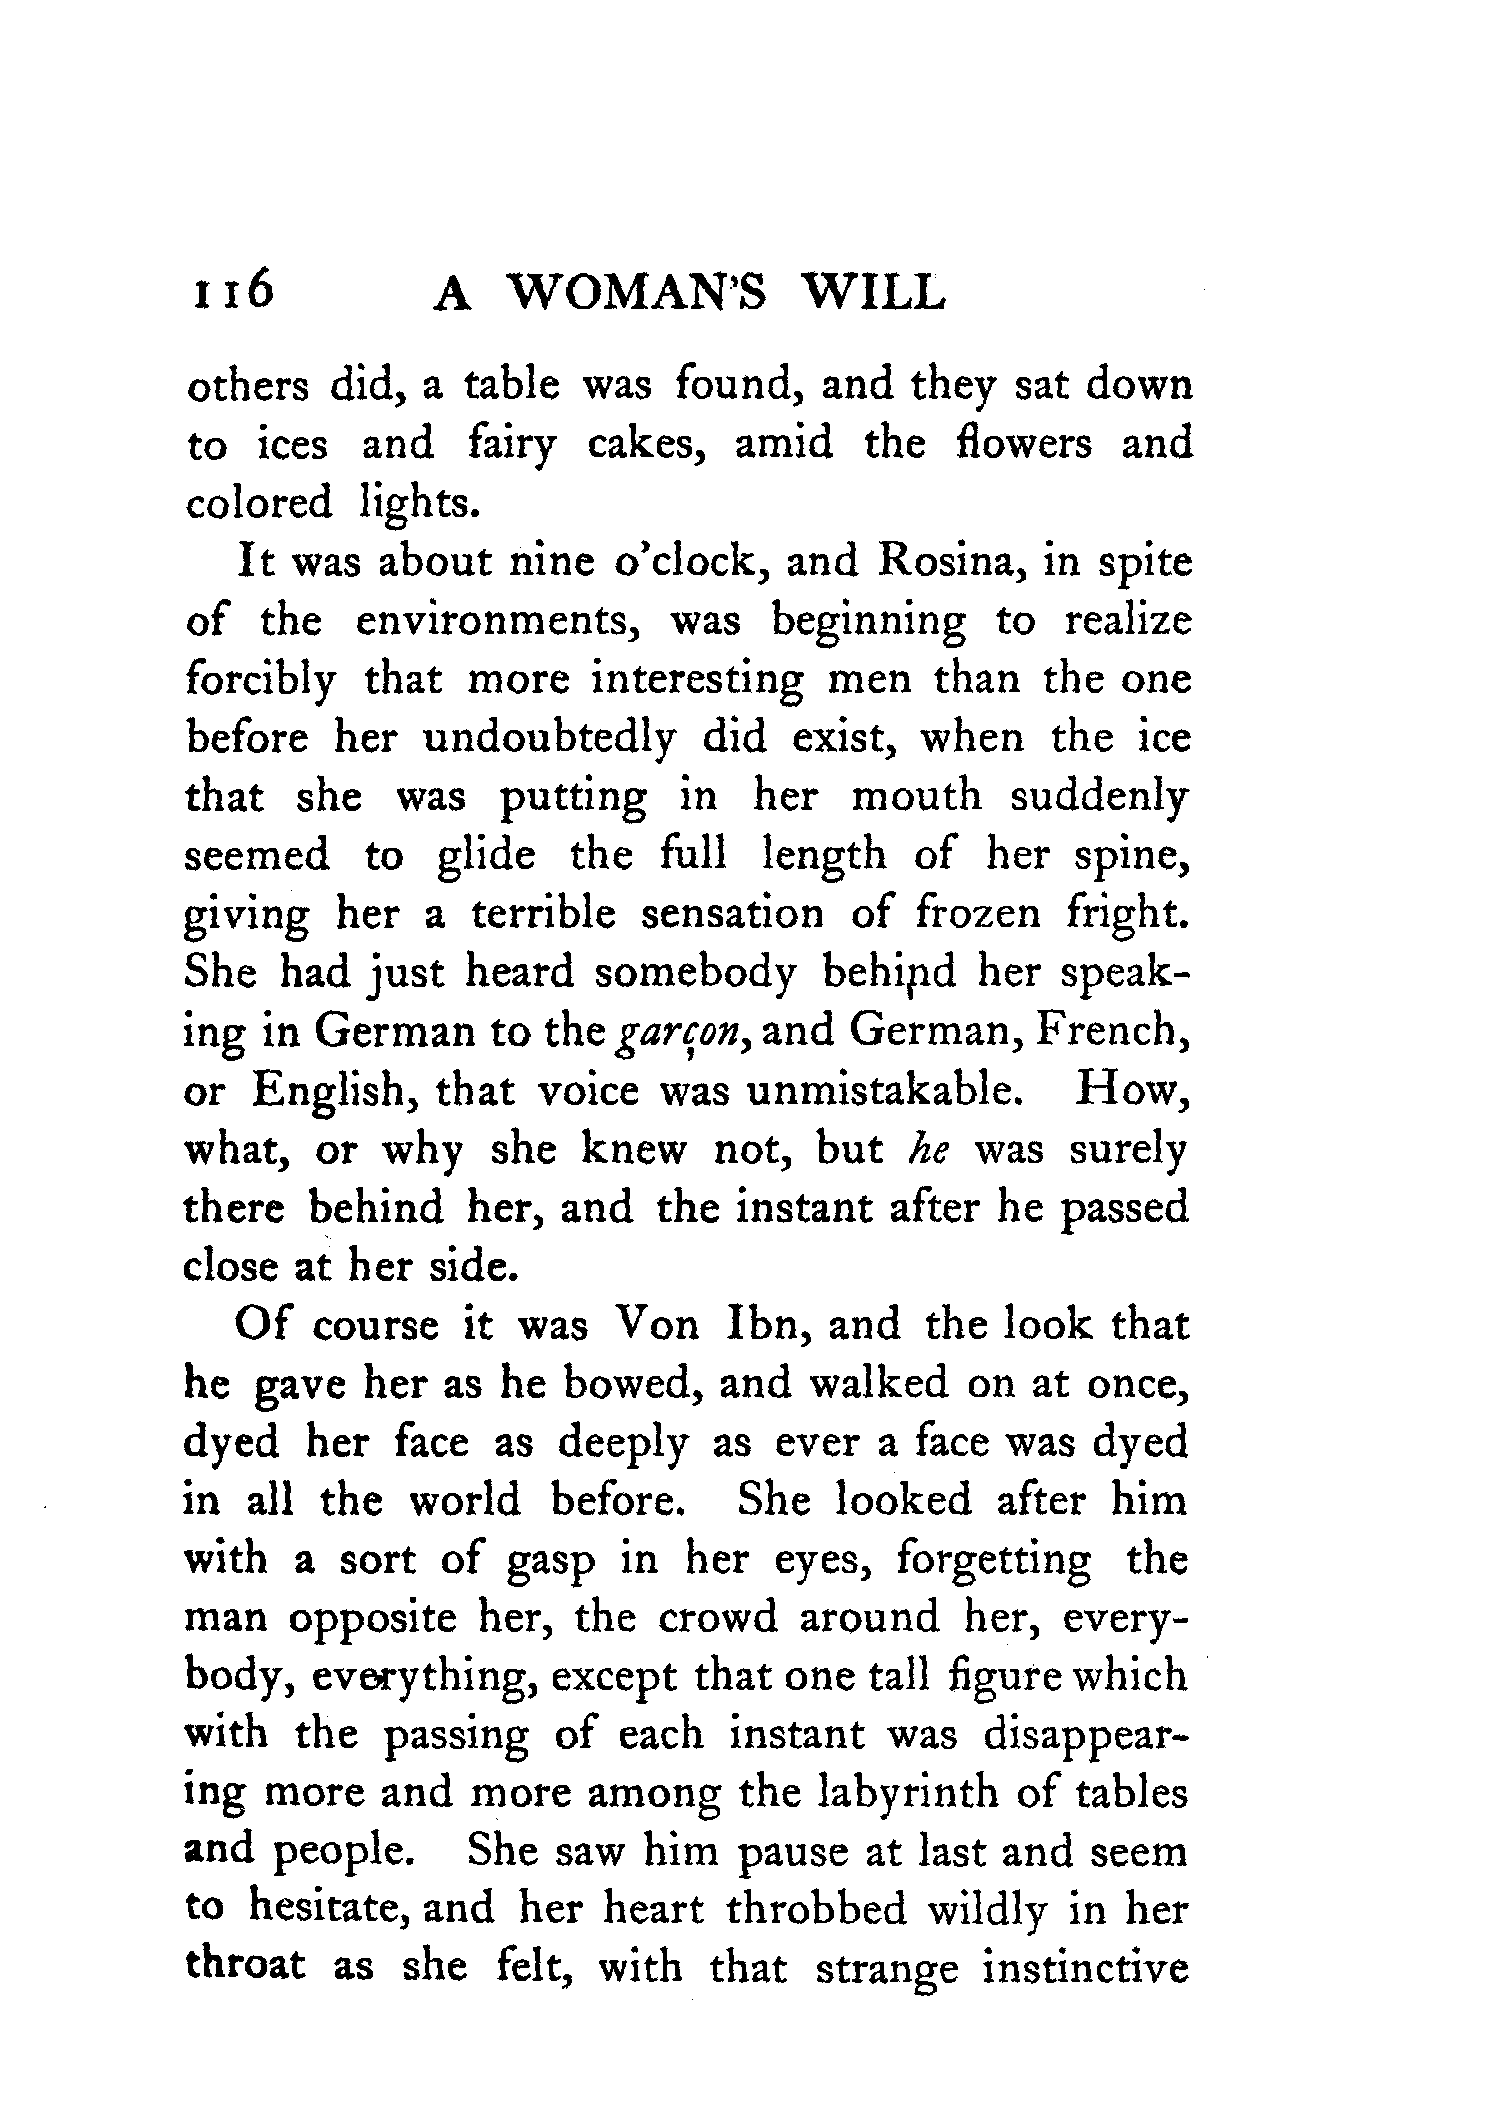 116 A WOMAN'S WILL
others did, a table was found, and they sat down
to ices and fairy cakes, amid the flowers and
colored lights.
It was about nine o'clock, and Rosina, in spite
of the environments, was beginning to realize
forcibly that more interesting men than the one
before her undoubtedly did exist, when the ice
that she was putting in her mouth suddenly
seemed to glide the full length of her spine,
giving her a terrible sensation of frozen fright.
She had just heard somebody behind her speak-
ing in German to the garçon, and German, French,
or English, that voice was unmistakable. How,
what, or why she knew not, but he was surely
there behind her, and the instant after he passed
close at her side.
Of course it was Von Ibn, and the look that
he gave her as he bowed, and walked on at once,
dyed her face as deeply as ever a face was dyed
in all the world before. She looked after him
with a sort of gasp in her eyes, forgetting the
man opposite her, the crowd around her, every-
body, everything, except that one tall figure which
with the passing of each instant was disappear-
ing more and more among the labyrinth of tables
and people. She saw him pause at last and seem
to hesitate, and her heart throbbed wildly in her
throat as she felt, with that strange instinctive